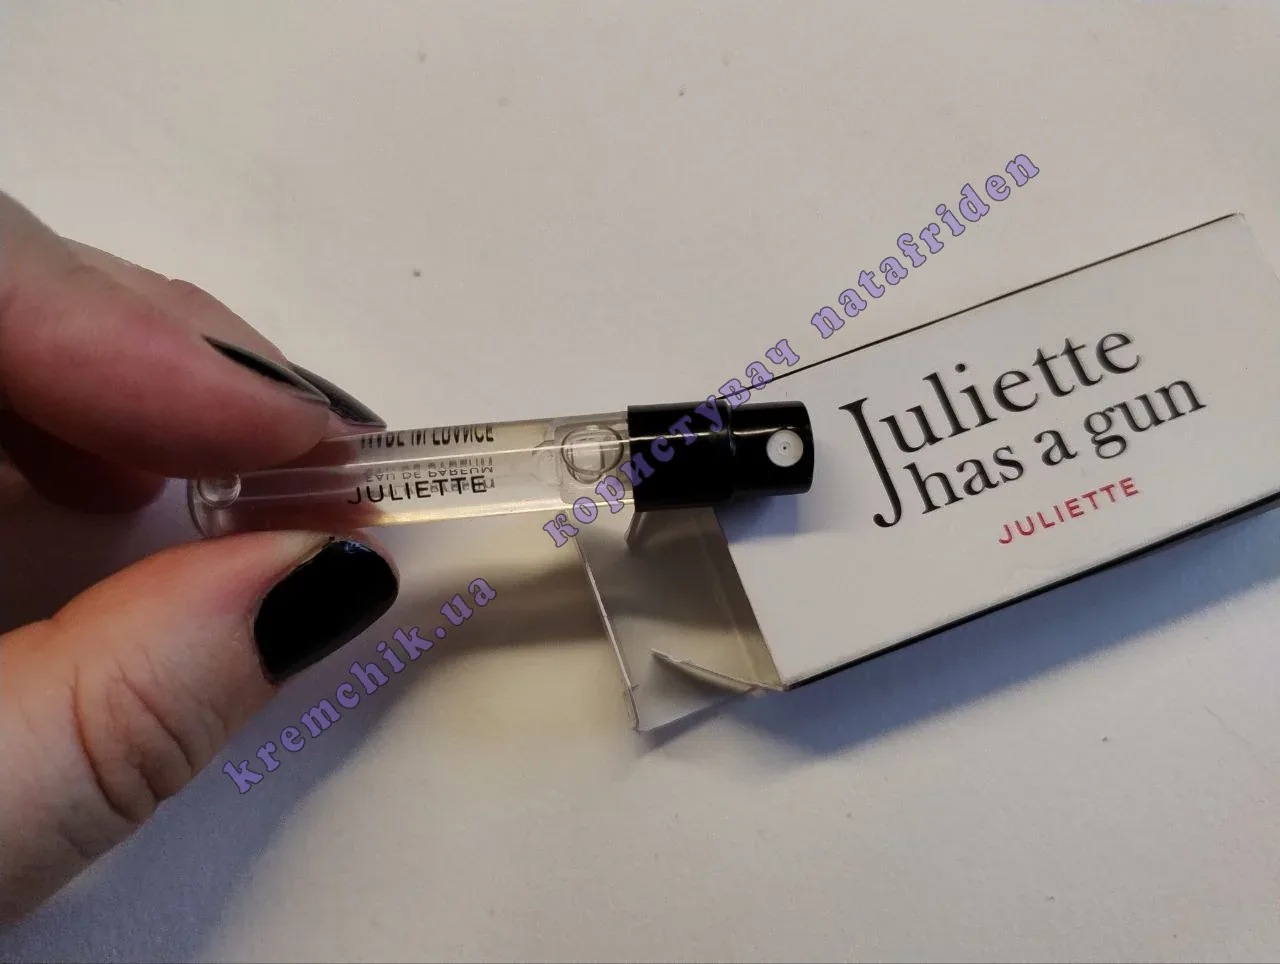 Juliette
has a gun
JULIETTE
JULIETTE
EAU DE PARFUM
користувач natafriden
kremchik.ua